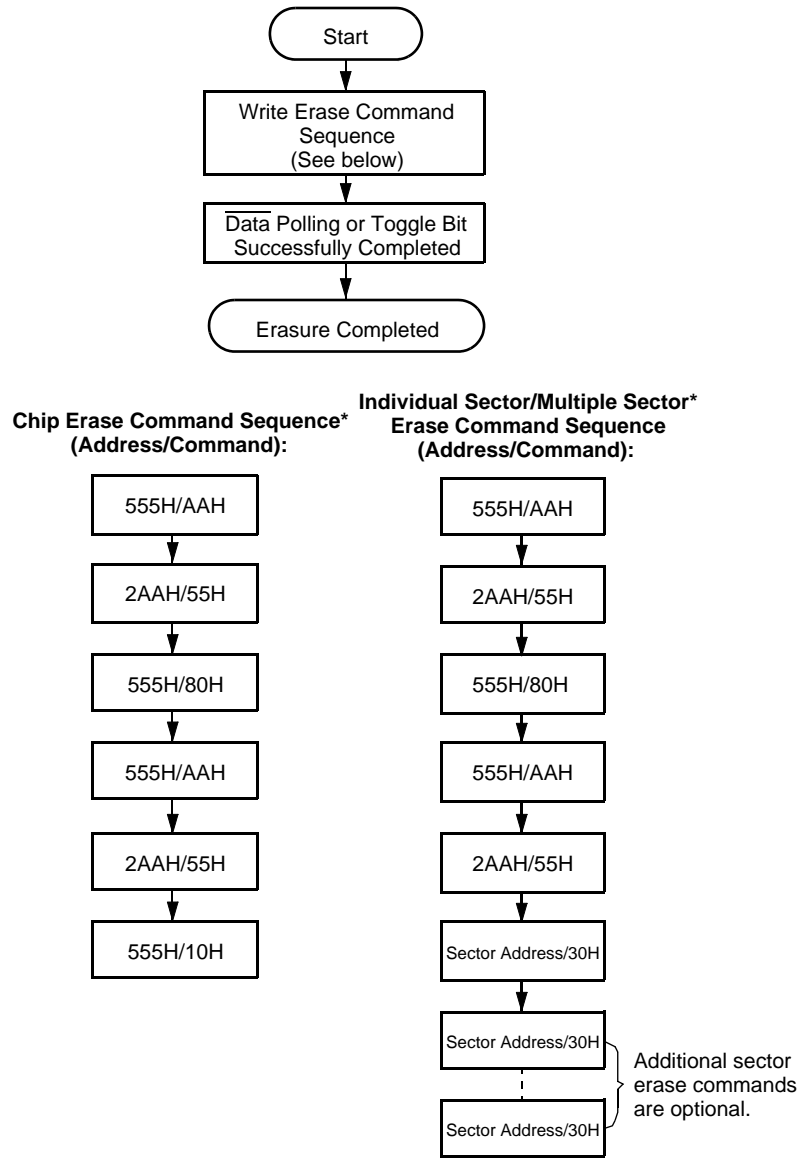 Start
Write Erase Command
Sequence
(See below)
Data Polling or Toggle Bit
Successfully Completed
Erasure Completed
Chip Erase Command Sequence*
(Address/Command):
555H/AAH
2AAH/55H
555H/80H
555H/AAH
2AAH/55H
555H/10H
Individual Sector/Multiple Sector*
Erase Command Sequence
(Address/Command):
555H/AAH
2AAH/55H
555H/80H
555H/AAH
2AAH/55H
Sector Address/30H
Sector Address/30H
Sector Address/30H
Additional sector
erase commands
are optional.